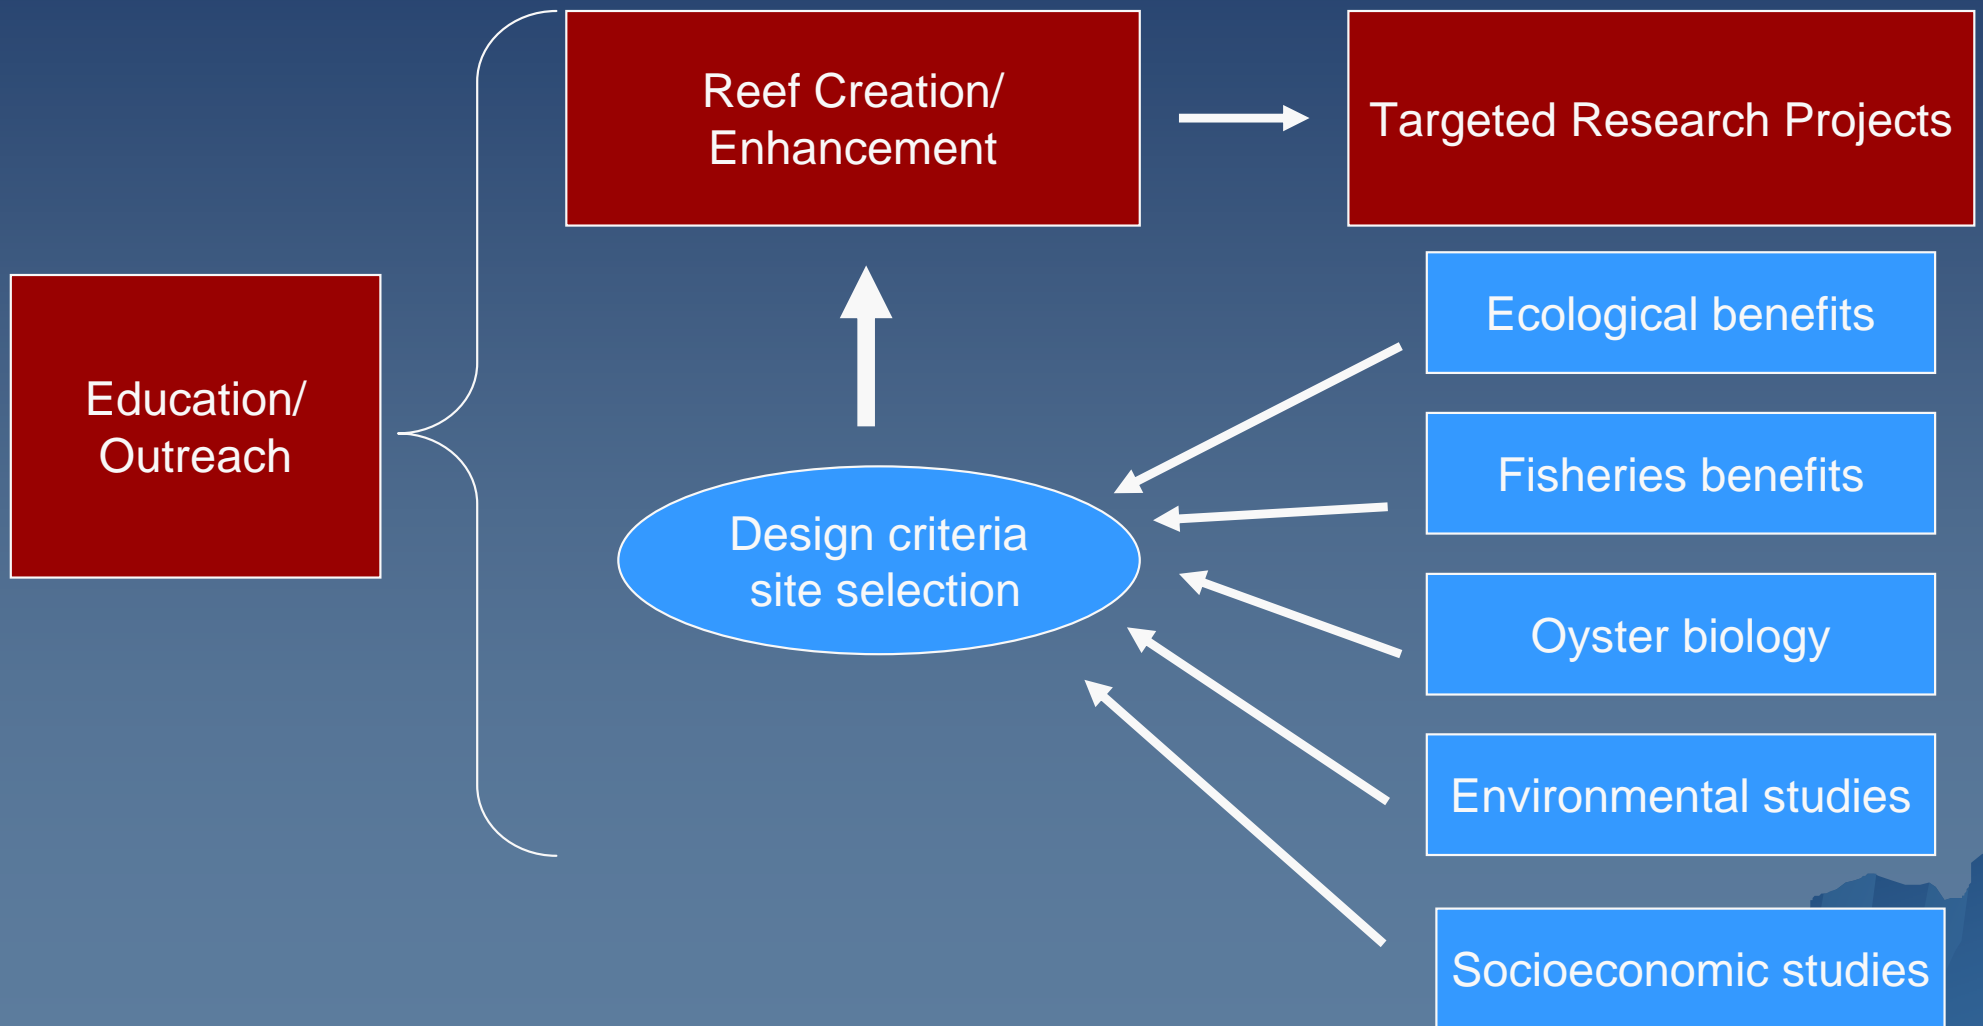 Reef Creation/
Enhancement
Targeted Research Projects
Education/
Outreach
Design criteria
site selection
Ecological benefits
Fisheries benefits
Oyster biology
Environmental studies
Socioeconomic studies